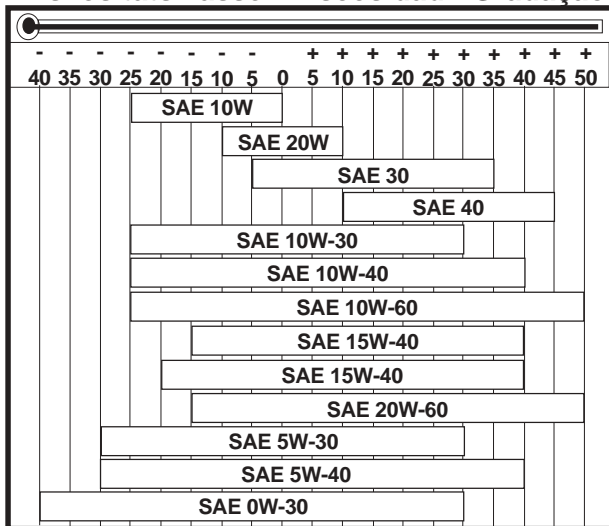 - - - - - - - - + + + + + + + + + +
40 35 30 25 20 15 10 5 0 5 10 15 20 25 30 35 40 45 50
SAE 10W
SAE 20W
SAE 30
SAE 40
SAE 10W-30
SAE 10W-40
SAE 10W-60
SAE 15W-40
SAE 15W-40
SAE 20W-60
SAE 5W-30
SAE 5W-40
SAE 0W-30